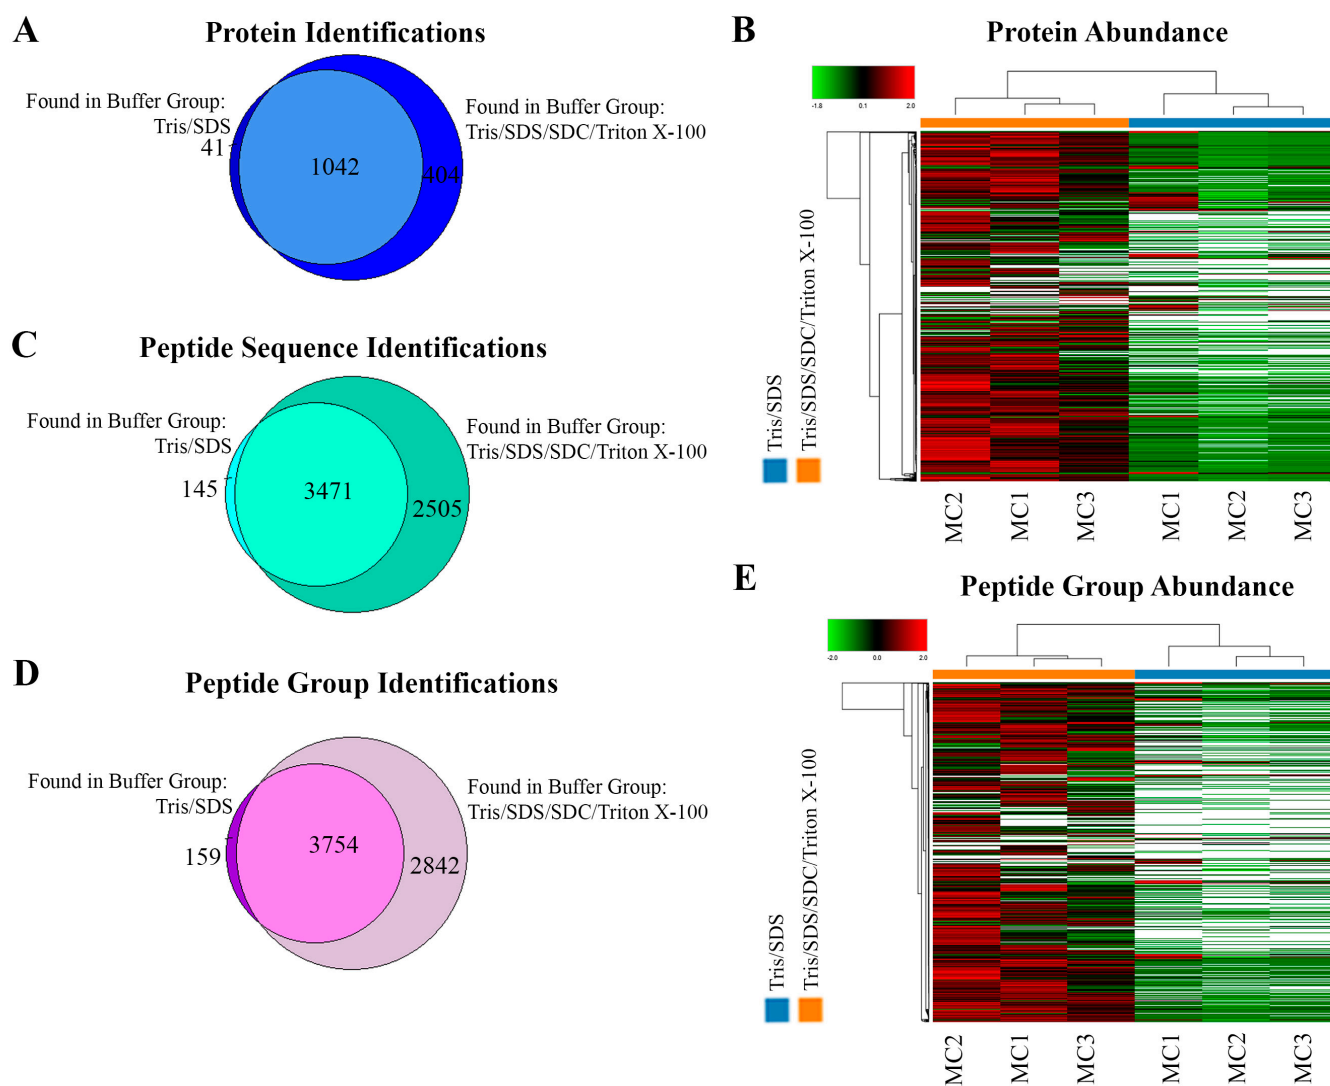 A
Protein Identifications
Found in Buffer Group:
Tris/SDS
41
1042
404
Found in Buffer Group:
Tris/SDS/SDC/Triton X-100
B
Protein Abundance
-1.8
0.1
2.0
Tris/SDS
Tris/SDS/SDC/Triton X-100
MC2
MC1
MC3
MC1
MC2
MC3
C
Peptide Sequence Identifications
Found in Buffer Group:
Tris/SDS
145
3471
2505
Found in Buffer Group:
Tris/SDS/SDC/Triton X-100
D
Peptide Group Identifications
Found in Buffer Group:
Tris/SDS
159
3754
2842
Found in Buffer Group:
Tris/SDS/SDC/Triton X-100
E
Peptide Group Abundance
-2.0
0.0
2.0
Tris/SDS
Tris/SDS/SDC/Triton X-100
MC2
MC1
MC3
MC1
MC2
MC3